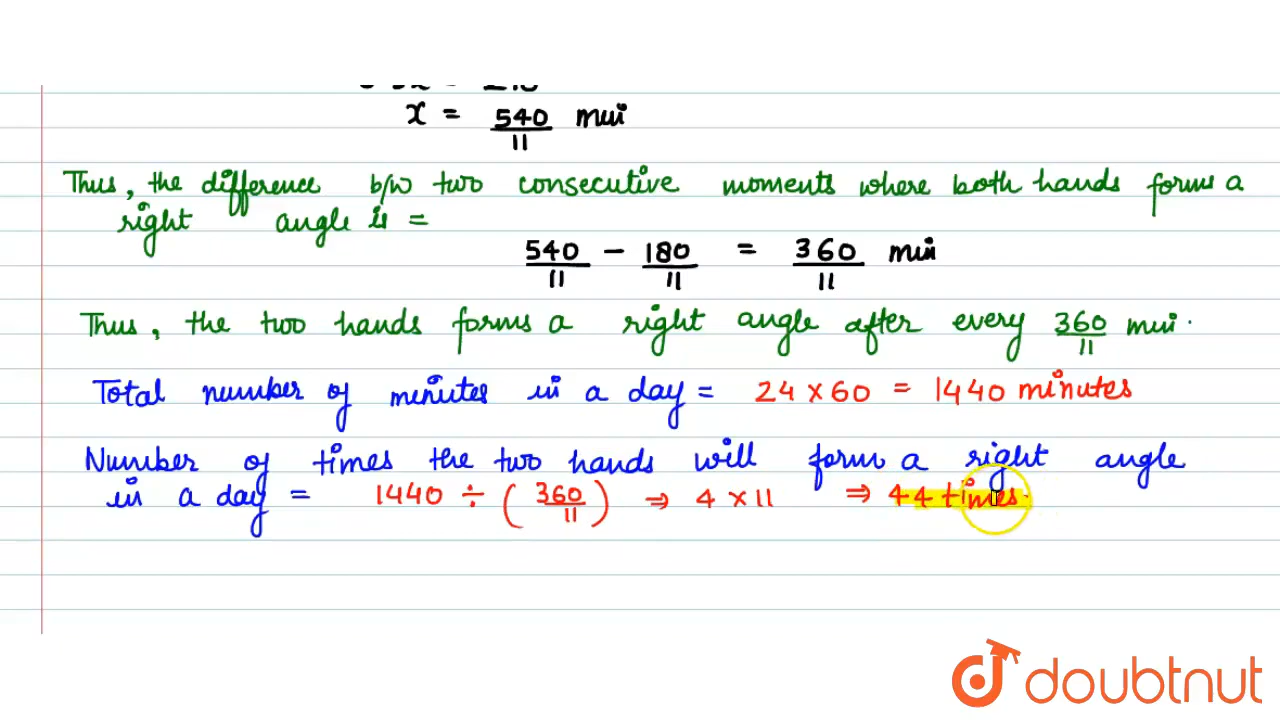 x = 540/11 min
Thus, the difference b/w two consecutive moments where both hands forms a
right angle is =
540/11 - 180/11 = 360/11 min
Thus, the two hands forms a right angle after every 360/11 min.
Total number of minutes in a day = 24 x 60 = 1440 minutes
Number of times the two hands will form a right angle
in a day = 1440 ÷ (360/11) ⇒ 4 x 11 ⇒ 44 times.
doubtnut